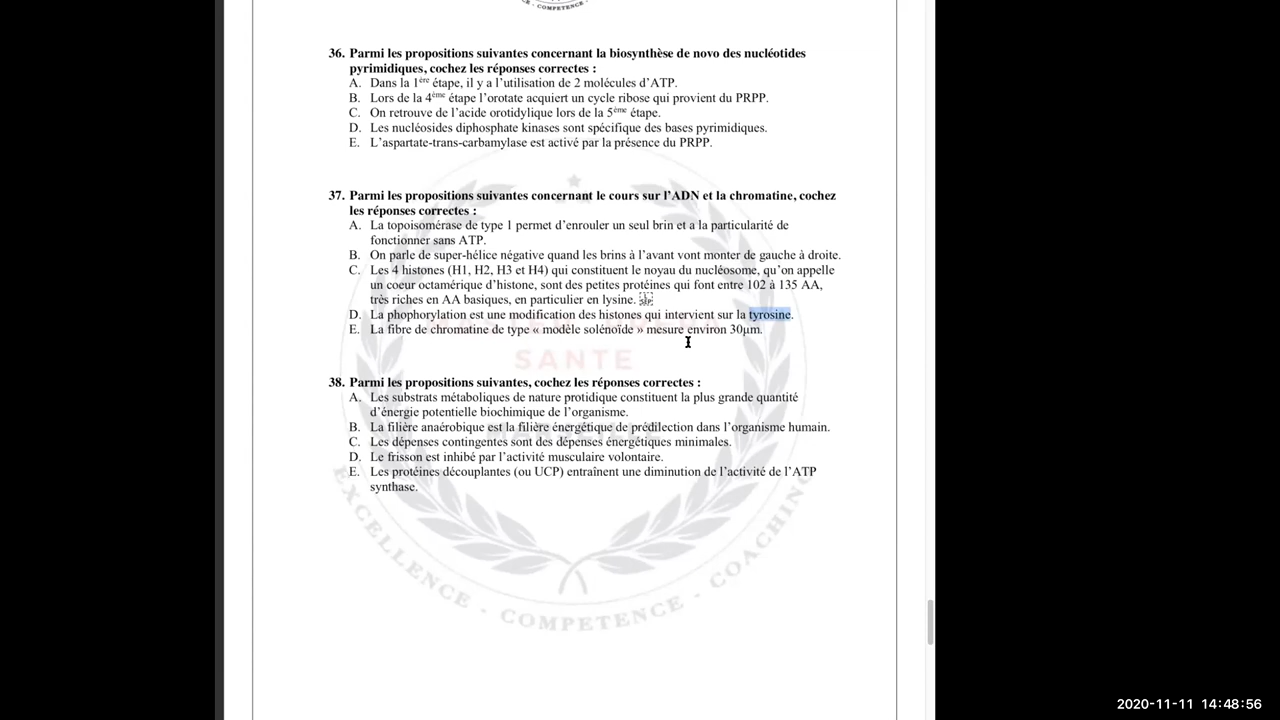 CE - COMPETENCE -
36. Parmi les propositions suivantes concernant la biosynthèse de novo des nucléotides
pyrimidiques, cochez les réponses correctes :
A. Dans la 1ère étape, il y a l’utilisation de 2 molécules d’ATP.
B. Lors de la 4ème étape l’orotate acquiert un cycle ribose qui provient du PRPP.
C. On retrouve de l’acide orotidylique lors de la 5ème étape.
D. Les nucléosides diphosphate kinases sont spécifique des bases pyrimidiques.
E. L’aspartate-trans-carbamylase est activé par la présence du PRPP.
37. Parmi les propositions suivantes concernant le cours sur l’ADN et la chromatine, cochez
les réponses correctes :
A. La topoisomérase de type 1 permet d’enrouler un seul brin et a la particularité de
fonctionner sans ATP.
B. On parle de super-hélice négative quand les brins à l’avant vont monter de gauche à droite.
C. Les 4 histones (H1, H2, H3 et H4) qui constituent le noyau du nucléosome, qu’on appelle
un coeur octamérique d’histone, sont des petites protéines qui font entre 102 à 135 AA,
très riches en AA basiques, en particulier en lysine.
D. La phophorylation est une modification des histones qui intervient sur la tyrosine.
E. La fibre de chromatine de type « modèle solénoïde » mesure environ 30µm.
SANTE
38. Parmi les propositions suivantes, cochez les réponses correctes :
A. Les substrats métaboliques de nature protidique constituent la plus grande quantité
d’énergie potentielle biochimique de l’organisme.
B. La filière anaérobique est la filière énergétique de prédilection dans l’organisme humain.
C. Les dépenses contingentes sont des dépenses énergétiques minimales.
D. Le frisson est inhibé par l’activité musculaire volontaire.
E. Les protéines découplantes (ou UCP) entraînent une diminution de l’activité de l’ATP
synthase.
EXCELLENCE - COMPETENCE - COACHING
2020-11-11 14:48:56